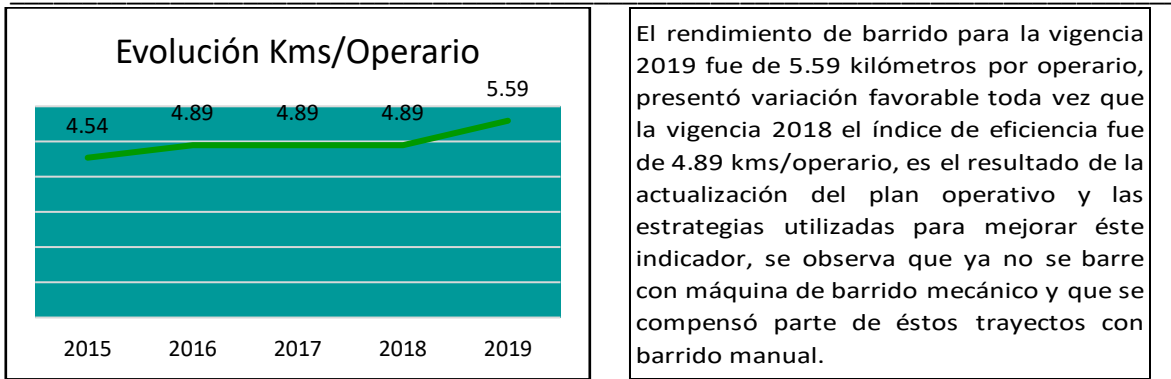 Evolución Kms/Operario
4.54
4.89
4.89
4.89
5.59
2015 2016 2017 2018 2019
El rendimiento de barrido para la vigencia
2019 fue de 5.59 kilómetros por operario,
presentó variación favorable toda vez que
la vigencia 2018 el índice de eficiencia fue
de 4.89 kms/operario, es el resultado de la
actualización del plan operativo y las
estrategias utilizadas para mejorar éste
indicador, se observa que ya no se barre
con máquina de barrido mecánico y que se
compensó parte de éstos trayectos con
barrido manual.